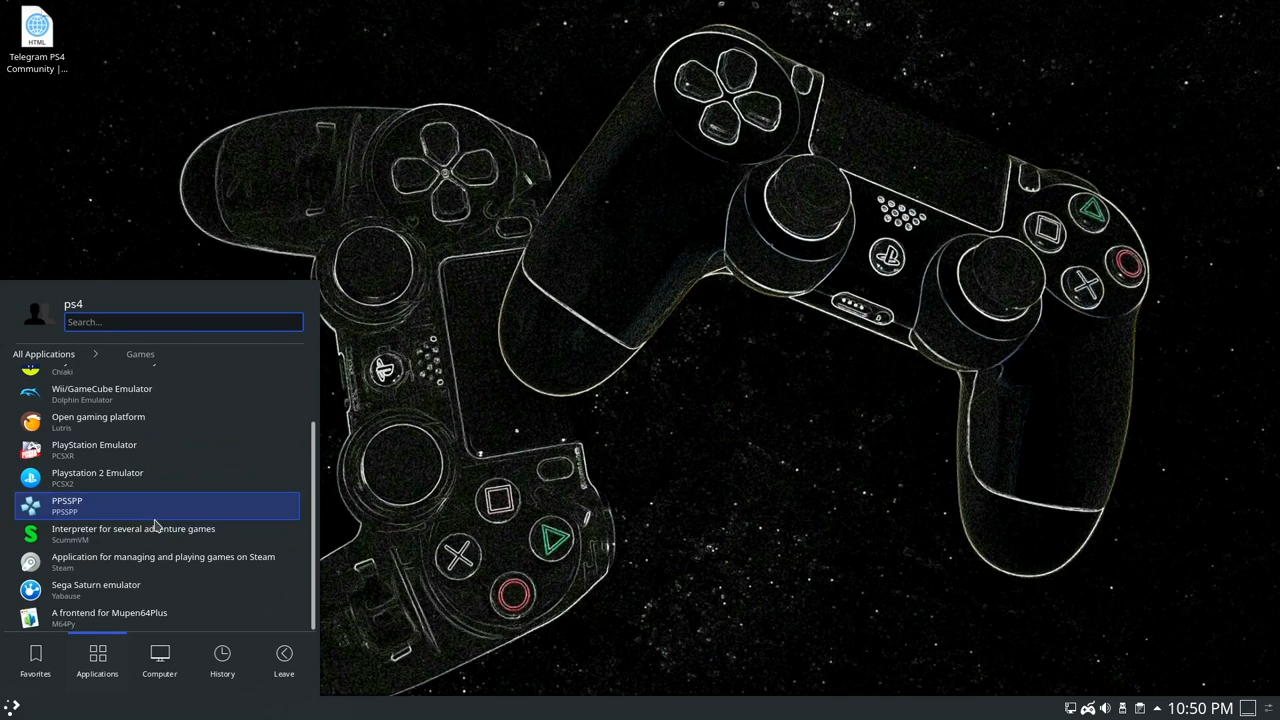 Telegram PS4
Community |...
ps4
Search...
All Applications
Games
Chiaki
Wii/GameCube Emulator
Dolphin Emulator
Open gaming platform
Lutris
PlayStation Emulator
PCSXR
Playstation 2 Emulator
PCSX2
PPSSPP
PPSSPP
Interpreter for several adventure games
ScummVM
Application for managing and playing games on Steam
Steam
Sega Saturn emulator
Yabause
A frontend for Mupen64Plus
M64Py
Favorites
Applications
Computer
History
Leave
10:50 PM
HTML